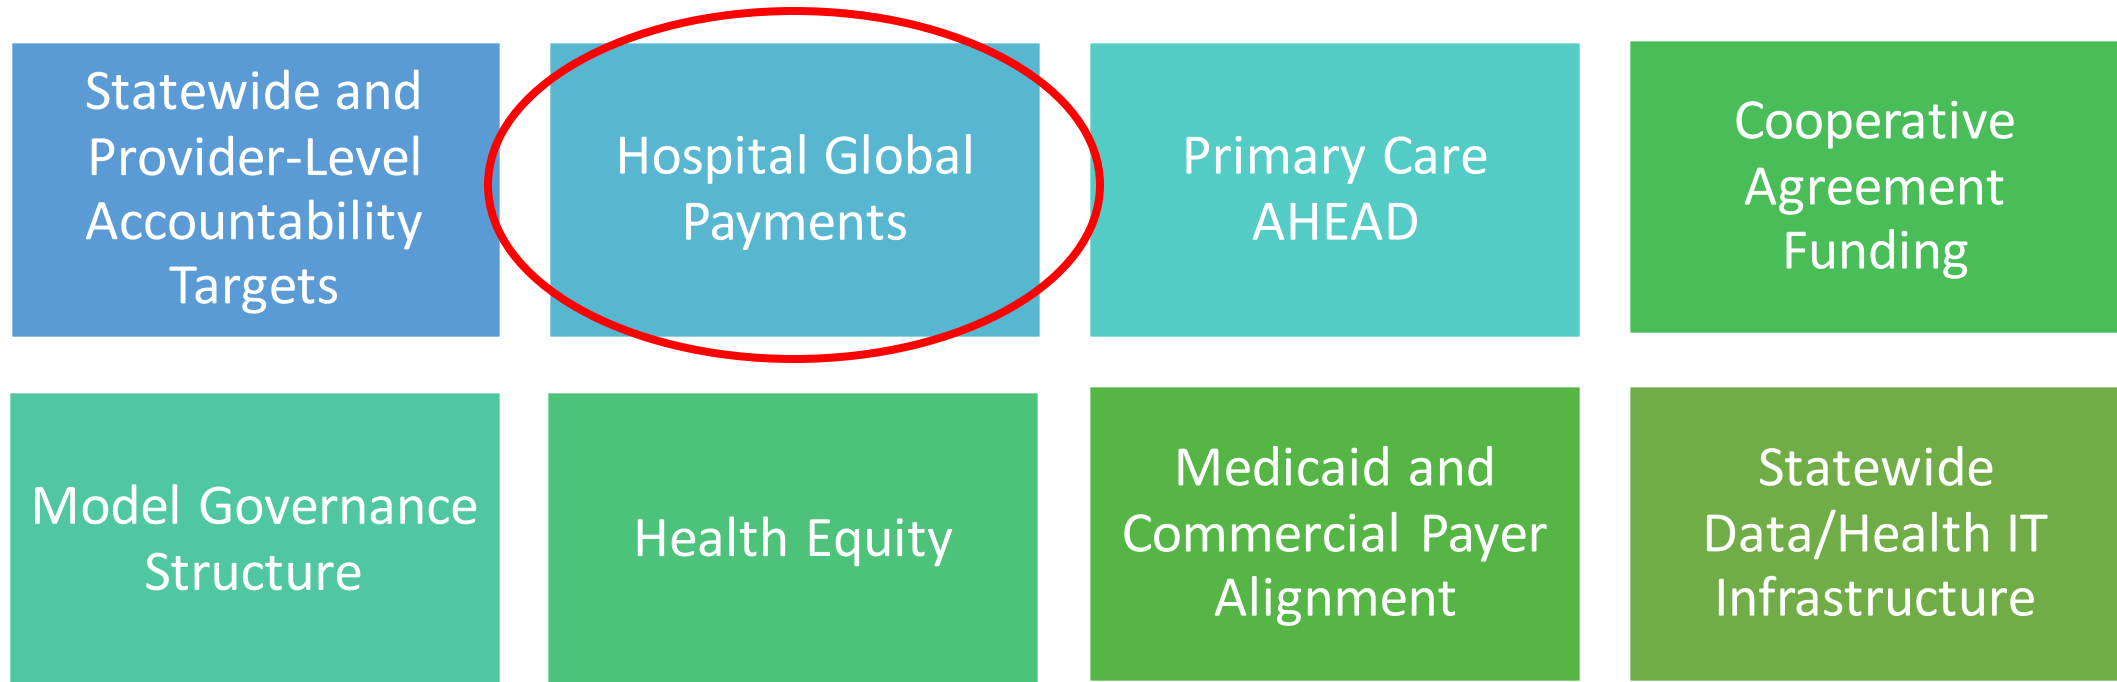 Statewide and
Provider-Level
Accountability
Targets
Hospital Global
Payments
Primary Care
AHEAD
Cooperative
Agreement
Funding
Model Governance
Structure
Health Equity
Medicaid and
Commercial Payer
Alignment
Statewide
Data/Health IT
Infrastructure